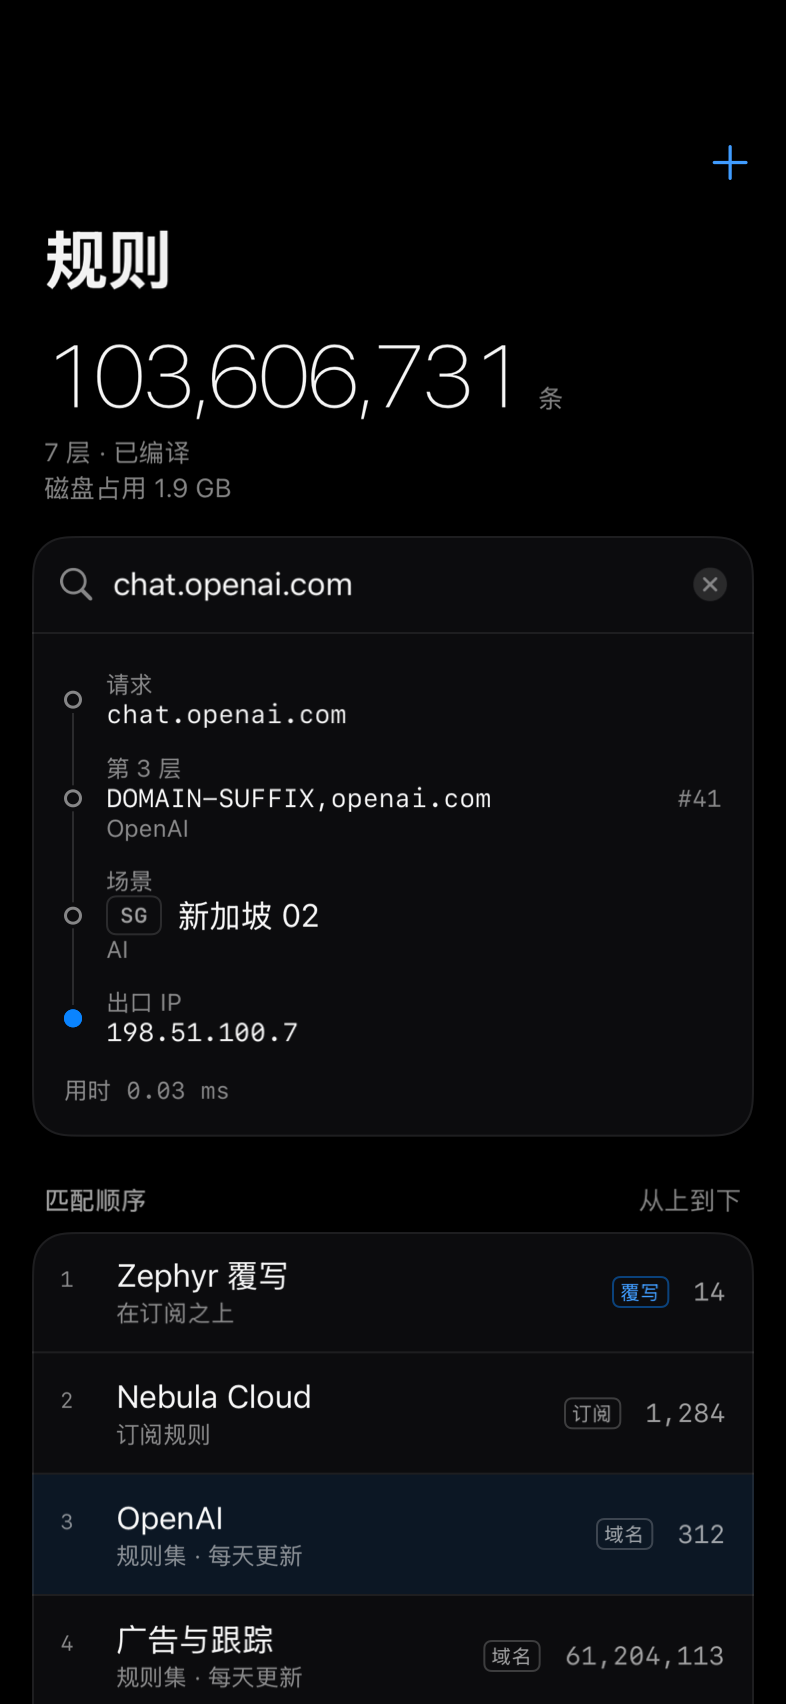 规则
103,606,731 条
7 层 · 已编译
磁盘占用 1.9 GB
chat.openai.com
请求
chat.openai.com
第 3 层
DOMAIN-SUFFIX,openai.com #41
OpenAI
场景
SG 新加坡 02
AI
出口 IP
198.51.100.7
用时 0.03 ms
匹配顺序 从上到下
1 Zephyr 覆写 覆写 14
在订阅之上
2 Nebula Cloud 订阅 1,284
订阅规则
3 OpenAI 域名 312
规则集 · 每天更新
4 广告与跟踪 域名 61,204,113
规则集 · 每天更新